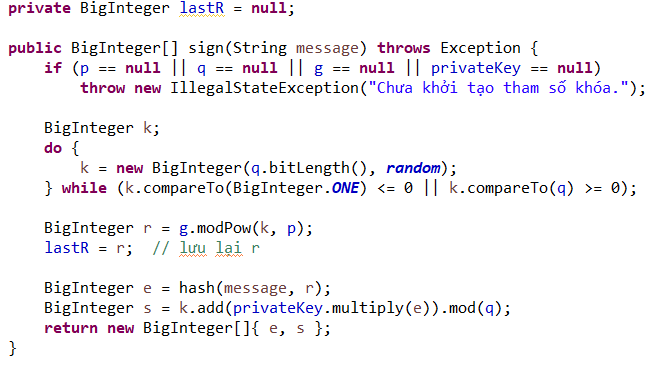 private BigInteger lastR = null;
public BigInteger[] sign(String message) throws Exception {
if (p == null || q == null || g == null || privateKey == null)
throw new IllegalStateException("Chưa khởi tạo tham số khóa.");
BigInteger k;
do {
k = new BigInteger(q.bitLength(), random);
} while (k.compareTo(BigInteger.ONE) <= 0 || k.compareTo(q) >= 0);
BigInteger r = g.modPow(k, p);
lastR = r;  // lưu lại r
BigInteger e = hash(message, r);
BigInteger s = k.add(privateKey.multiply(e)).mod(q);
return new BigInteger[]{ e, s };
}